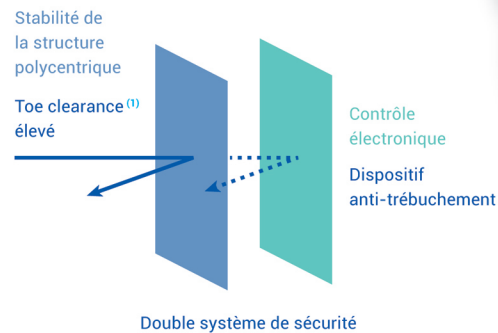 Stabilité de
la structure
polycentrique
Toe clearance (1)
élevé
Contrôle
électronique
Dispositif
anti-trébuchement
Double système de sécurité